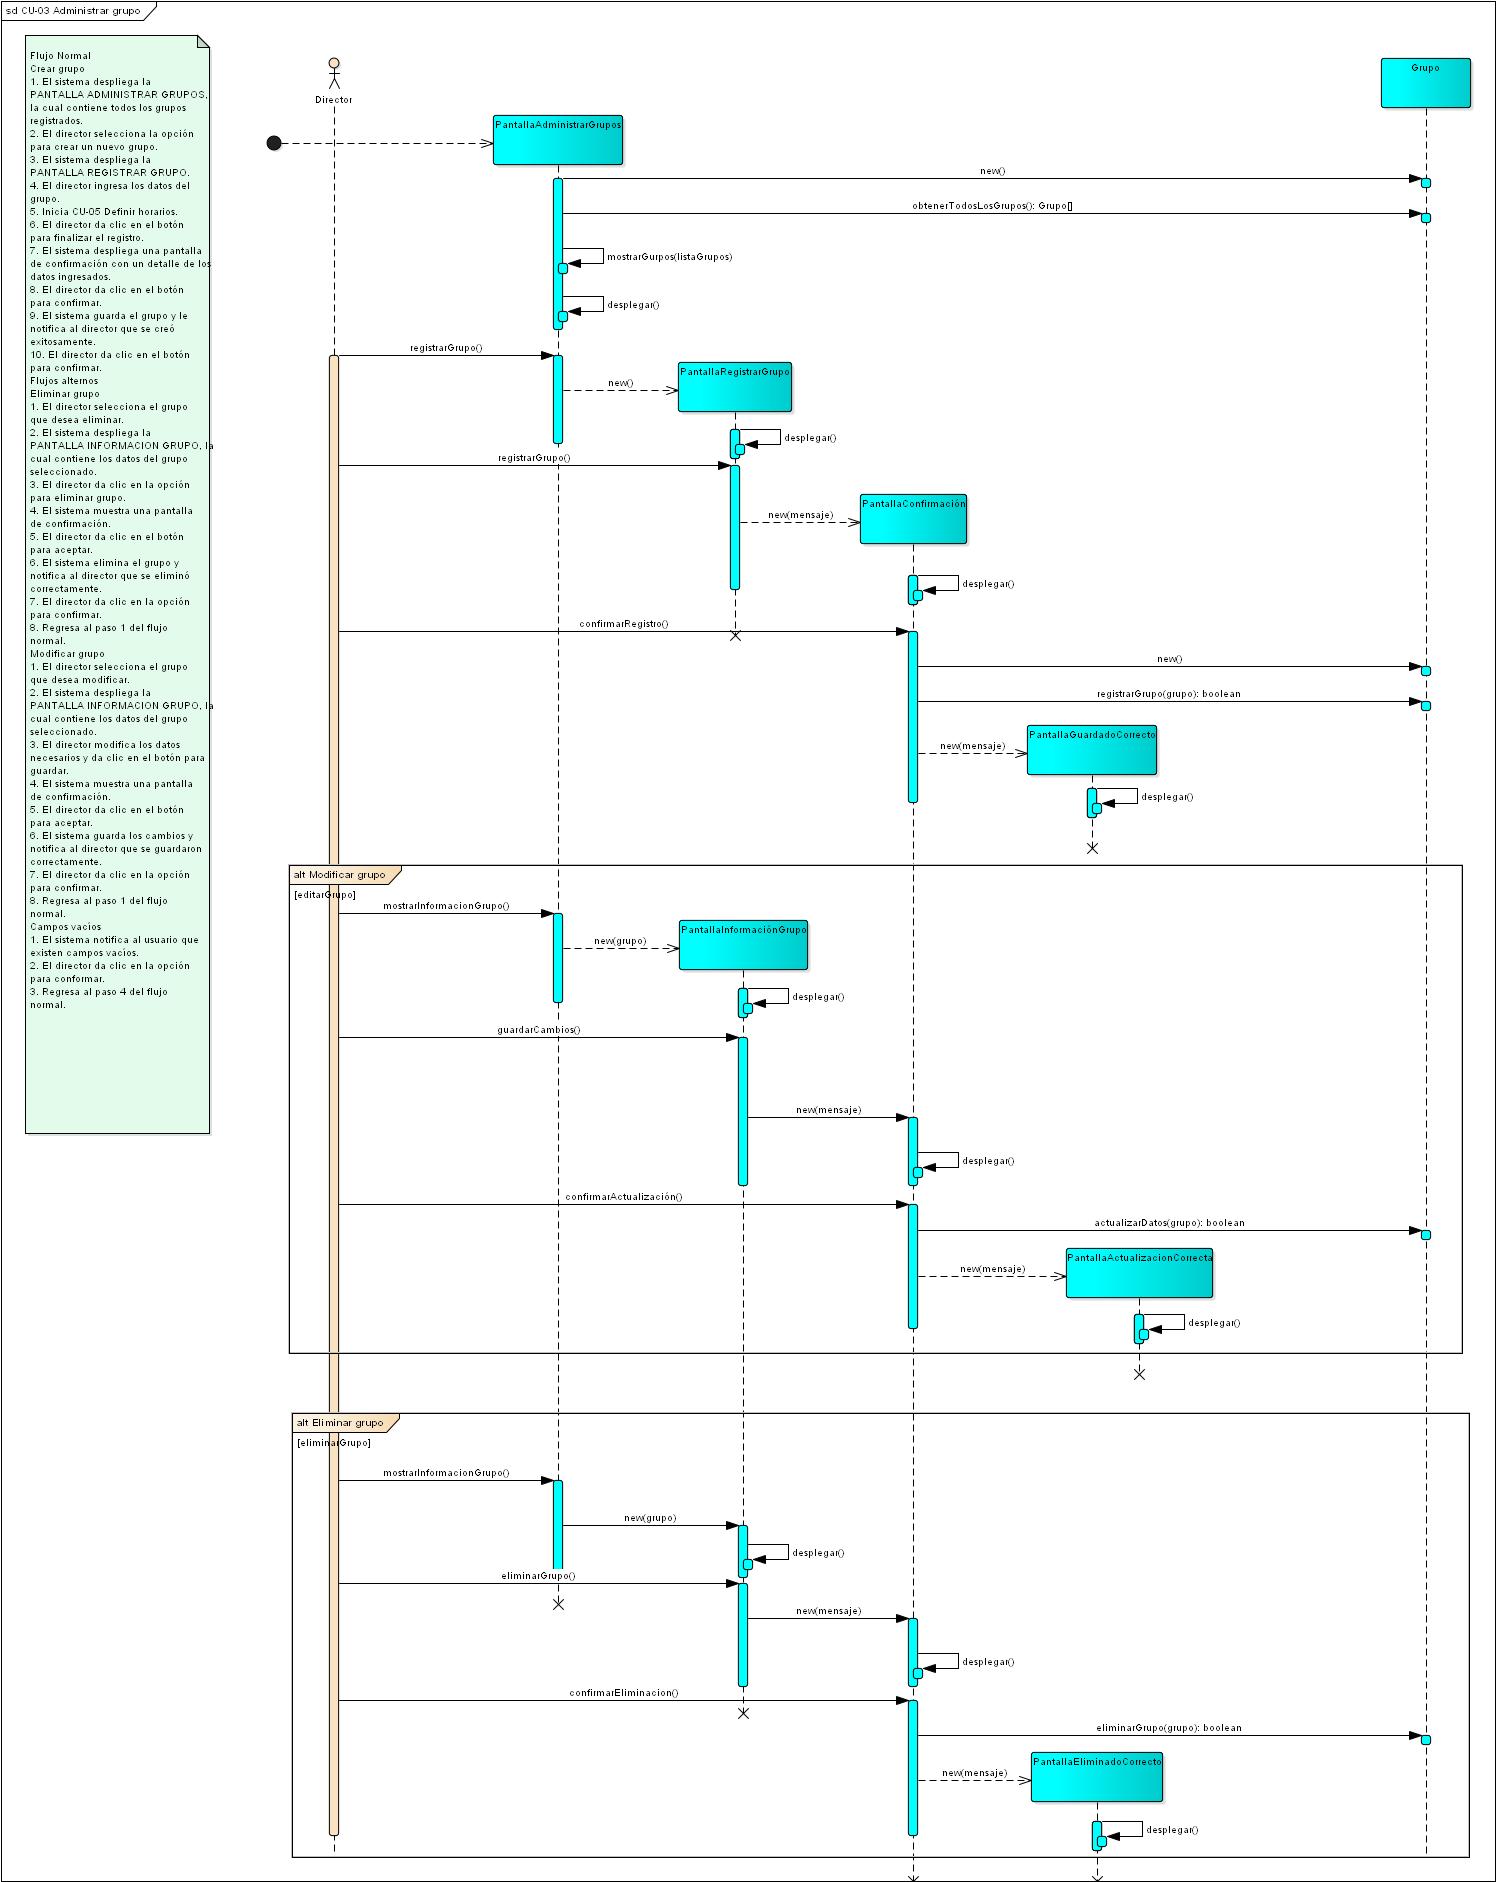 sd CU-03 Administrar grupo
Flujo Normal
Crear grupo
1. El sistema despliega la
PANTALLA ADMINISTRAR GRUPOS,
la cual contiene todos los grupos
registrados.
2. El director selecciona la opción
para crear un nuevo grupo.
3. El sistema despliega la
PANTALLA REGISTRAR GRUPO.
4. El director ingresa los datos del
grupo.
5. Inicia CU-05 Definir horarios.
6. El director da clic en el botón
para finalizar el registro.
7. El sistema despliega una pantalla
de confirmación con un detalle de los
datos ingresados.
8. El director da clic en el botón
para confirmar.
9. El sistema guarda el grupo y le
notifica al director que se creó
exitosamente.
10. El director da clic en el botón
para confirmar.
Flujos alternos
Eliminar grupo
1. El director selecciona el grupo
que desea eliminar.
2. El sistema despliega la
PANTALLA INFORMACION GRUPO, la
cual contiene los datos del grupo
seleccionado.
3. El director da clic en la opción
para eliminar grupo.
4. El sistema muestra una pantalla
de confirmación.
5. El director da clic en el botón
para aceptar.
6. El sistema elimina el grupo y
notifica al director que se eliminó
correctamente.
7. El director da clic en la opción
para confirmar.
8. Regresa al paso 1 del flujo
normal.
Modificar grupo
1. El director selecciona el grupo
que desea modificar.
2. El sistema despliega la
PANTALLA INFORMACION GRUPO, la
cual contiene los datos del grupo
seleccionado.
3. El director modifica los datos
necesarios y da clic en el botón para
guardar.
4. El sistema muestra una pantalla
de confirmación.
5. El director da clic en el botón
para aceptar.
6. El sistema guarda los cambios y
notifica al director que se guardaron
correctamente.
7. El director da clic en la opción
para confirmar.
8. Regresa al paso 1 del flujo
normal.
Campos vacíos
1. El sistema notifica al usuario que
existen campos vacíos.
2. El director da clic en la opción
para conformar.
3. Regresa al paso 4 del flujo
normal.
Director
Grupo
PantallaAdministrarGrupos
new()
obtenerTodosLosGrupos(): Grupo[]
mostrarGurpos(listaGrupos)
desplegar()
registrarGrupo()
PantallaRegistrarGrupo
new()
desplegar()
registrarGrupo()
PantallaConfirmación
new(mensaje)
desplegar()
confirmarRegistro()
new()
registrarGrupo(grupo): boolean
PantallaGuardadoCorrecto
new(mensaje)
desplegar()
alt Modificar grupo
[editarGrupo]
mostrarInformacionGrupo()
PantallaInformaciónGrupo
new(grupo)
desplegar()
guardarCambios()
new(mensaje)
desplegar()
confirmarActualización()
actualizarDatos(grupo): boolean
PantallaActualizacionCorrecta
new(mensaje)
desplegar()
alt Eliminar grupo
[eliminarGrupo]
mostrarInformacionGrupo()
new(grupo)
desplegar()
eliminarGrupo()
new(mensaje)
desplegar()
confirmarEliminacion()
eliminarGrupo(grupo): boolean
PantallaEliminadoCorrecto
new(mensaje)
desplegar()